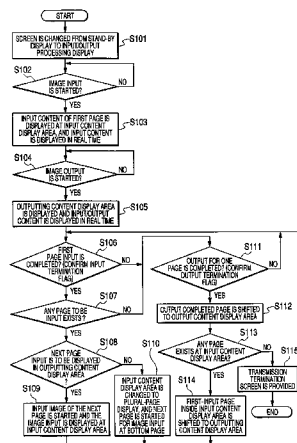 START
SCREEN IS CHANGED FROM STAND-BY
DISPLAY TO INPUT/OUTPUT
PROCESSING DISPLAY
S101
S102
IMAGE INPUT
IS STARTED?
NO
YES
INPUT CONTENT OF FIRST PAGE IS
DISPLAYED AT INPUT CONTENT
DISPLAY AREA, AND INPUT CONTENT
IS DISPLAYED IN REAL TIME
S103
S104
IMAGE OUTPUT
IS STARTED?
NO
YES
OUTPUTTING CONTENT DISPLAY AREA
IS DISPLAYED AND INPUT/OUTPUT
CONTENT IS DISPLAYED IN REAL TIME
S105
S106
FIRST
PAGE INPUT IS
COMPLETED? (CONFIRM INPUT
TERMINATION
FLAG)
NO
YES
S107
ANY PAGE TO BE
INPUT EXISTS?
NO
YES
S108
NEXT PAGE
INPUT IS TO BE DISPLAYED
IN OUTPUTTING CONTENT
DISPLAY AREA?
NO
YES
S109
INPUT IMAGE OF THE NEXT
PAGE IS STARTED AND THE
IMAGE INPUT IS DISPLAYED AT
INPUT CONTENT DISPLAY AREA
S110
INPUT CONTENT
DISPLAY AREA IS
CHANGED TO
PLURAL-PAGE
DISPLAY, AND NEXT
PAGE IS STARTED
FOR IMAGE INPUT
AT BOTTOM PAGE
S111
OUTPUT FOR ONE
PAGE IS COMPLETED? (CONFIRM
OUTPUT TERMINATION
FLAG)
NO
YES
S112
OUTPUT COMPLETED PAGE IS SHIFTED
TO OUTPUT CONTENT DISPLAY AREA
S113
ANY PAGE
EXISTS AT INPUT CONTENT
DISPLAY AREA?
NO
YES
S114
FIRST-INPUT PAGE
INSIDE INPUT CONTENT
DISPLAY AREA IS
SHIFTED TO OUTPUTTING
CONTENT DISPLAY AREA
S115
TRANSMISSION
TERMINATION
SCREEN IS PROVIDED
END